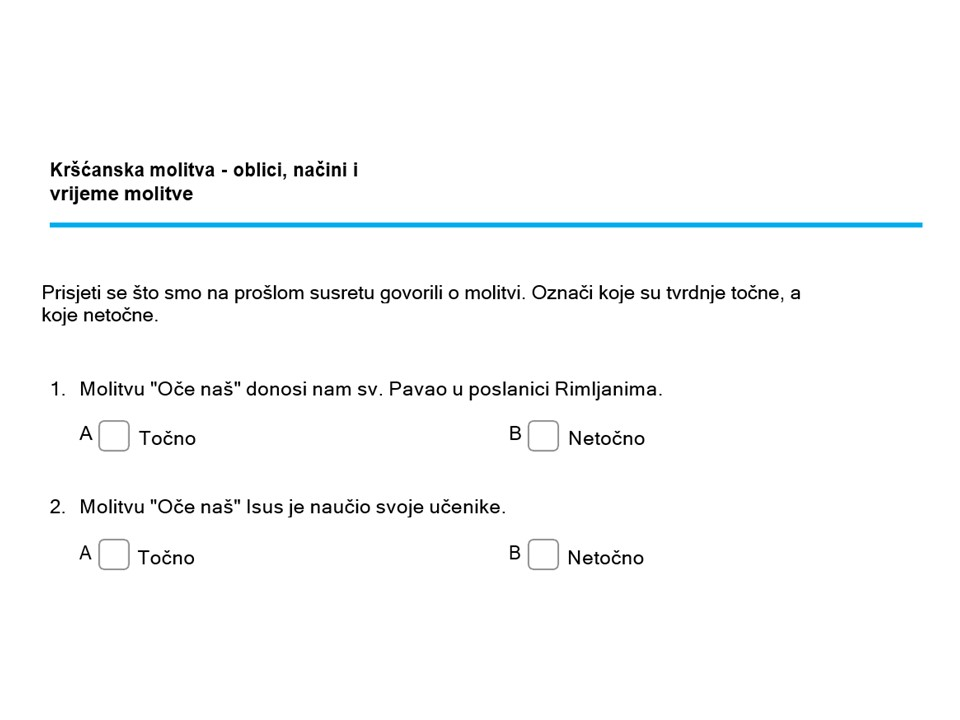 Kršćanska molitva - oblici, načini i
vrijeme molitve
Prisjeti se što smo na prošlom susretu govorili o molitvi. Označi koje su tvrdnje točne, a
koje netočne.
1. Molitvu "Oče naš" donosi nam sv. Pavao u poslanici Rimljanima.
A Točno B Netočno
2. Molitvu "Oče naš" Isus je naučio svoje učenike.
A Točno B Netočno